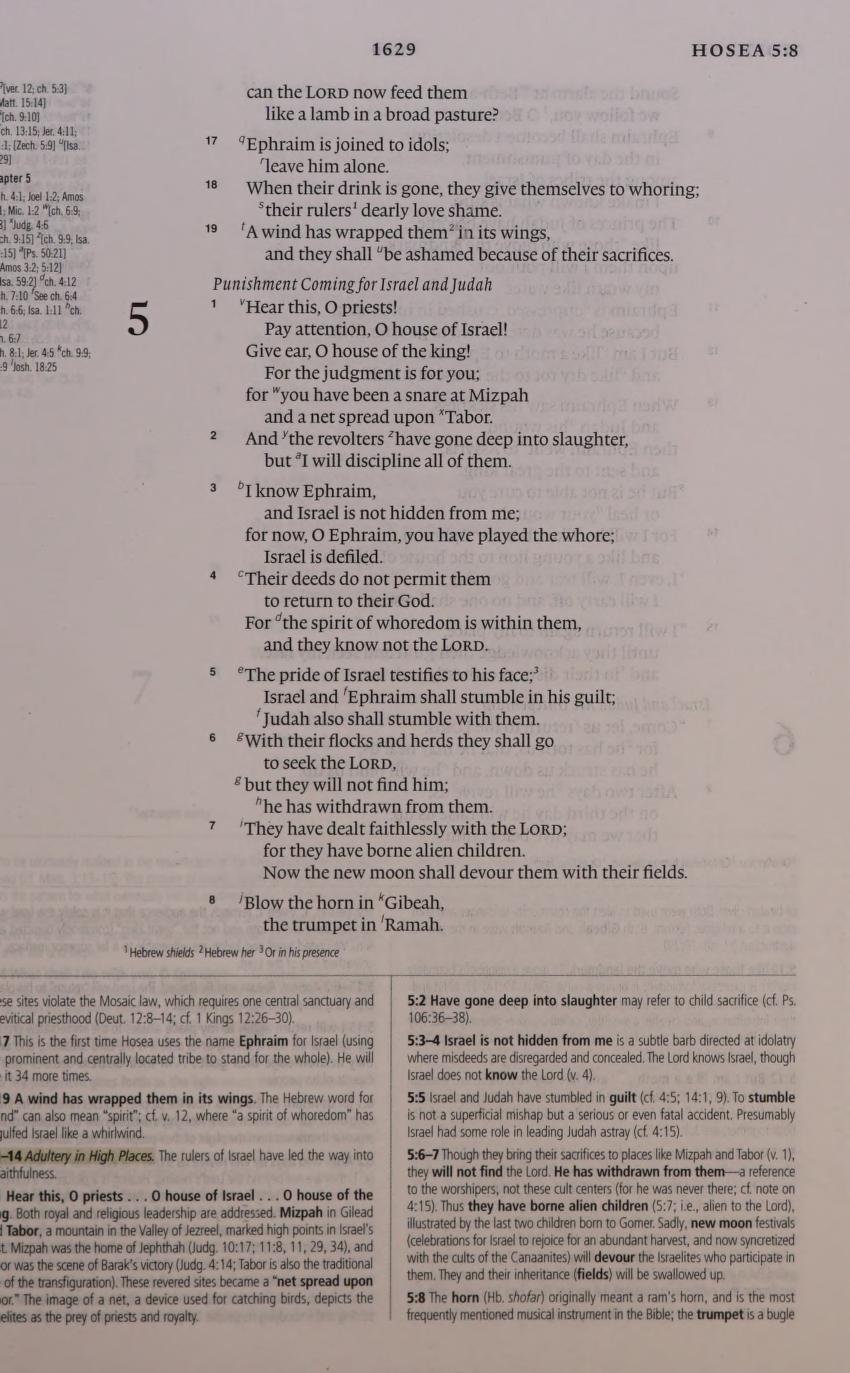 1629
HOSEA 5:8
[ver. 12; ch. 5:3]
Matt. 15:14]
[ch. 9:10]
ch. 13:15; Jer. 4:11;
:1; [Zech. 5:9] u[Isa.
29]
apter 5
h. 4:1; Joel 1:2; Amos
1; Mic. 1:2 w[ch. 6:9;
8] xJudg. 4:6
ch. 9:15] z[ch. 9:9; Isa.
:15] a[Ps. 50:21]
Amos 3:2; 5:12]
Isa. 59:2] dch. 4:12
h. 7:10 fSee ch. 6:4
h. 6:6; Isa. 1:11 hch.
12
h. 6:7
h. 8:1; Jer. 4:5 kch. 9:9;
:9 lJosh. 18:25
can the LORD now feed them
like a lamb in a broad pasture?
17 qEphraim is joined to idols;
rleave him alone.
18 When their drink is gone, they give themselves to whoring;
stheir rulers1 dearly love shame.
19 tA wind has wrapped them2 in its wings,
and they shall ube ashamed because of their sacrifices.
Punishment Coming for Israel and Judah
5
1 vHear this, O priests!
Pay attention, O house of Israel!
Give ear, O house of the king!
For the judgment is for you;
for wyou have been a snare at Mizpah
and a net spread upon xTabor.
2 And ythe revolters zhave gone deep into slaughter,
but aI will discipline all of them.
3 bI know Ephraim,
and Israel is not hidden from me;
for now, O Ephraim, you have played the whore;
Israel is defiled.
4 cTheir deeds do not permit them
to return to their God.
For dthe spirit of whoredom is within them,
and they know not the LORD.
5 eThe pride of Israel testifies to his face;3
Israel and fEphraim shall stumble in his guilt;
fJudah also shall stumble with them.
6 gWith their flocks and herds they shall go
to seek the LORD,
gbut they will not find him;
hhe has withdrawn from them.
7 iThey have dealt faithlessly with the LORD;
for they have borne alien children.
Now the new moon shall devour them with their fields.
8 jBlow the horn in kGibeah,
the trumpet in lRamah.
1 Hebrew shields 2 Hebrew her 3 Or in his presence
se sites violate the Mosaic law, which requires one central sanctuary and
evitical priesthood (Deut. 12:8–14; cf. 1 Kings 12:26–30).
7 This is the first time Hosea uses the name Ephraim for Israel (using
prominent and centrally located tribe to stand for the whole). He will
it 34 more times.
9 A wind has wrapped them in its wings. The Hebrew word for
nd” can also mean “spirit”; cf. v. 12, where “a spirit of whoredom” has
gulfed Israel like a whirlwind.
–14 Adultery in High Places. The rulers of Israel have led the way into
aithfulness.
Hear this, O priests . . . O house of Israel . . . O house of the
g. Both royal and religious leadership are addressed. Mizpah in Gilead
Tabor, a mountain in the Valley of Jezreel, marked high points in Israel's
t. Mizpah was the home of Jephthah (Judg. 10:17; 11:8, 11, 29, 34), and
or was the scene of Barak's victory (Judg. 4:14; Tabor is also the traditional
of the transfiguration). These revered sites became a “net spread upon
or.” The image of a net, a device used for catching birds, depicts the
elites as the prey of priests and royalty.
5:2 Have gone deep into slaughter may refer to child sacrifice (cf. Ps.
106:36–38).
5:3–4 Israel is not hidden from me is a subtle barb directed at idolatry
where misdeeds are disregarded and concealed. The Lord knows Israel, though
Israel does not know the Lord (v. 4).
5:5 Israel and Judah have stumbled in guilt (cf. 4:5; 14:1, 9). To stumble
is not a superficial mishap but a serious or even fatal accident. Presumably
Israel had some role in leading Judah astray (cf. 4:15).
5:6–7 Though they bring their sacrifices to places like Mizpah and Tabor (v. 1),
they will not find the Lord. He has withdrawn from them—a reference
to the worshipers, not these cult centers (for he was never there; cf. note on
4:15). Thus they have borne alien children (5:7; i.e., alien to the Lord),
illustrated by the last two children born to Gomer. Sadly, new moon festivals
(celebrations for Israel to rejoice for an abundant harvest, and now syncretized
with the cults of the Canaanites) will devour the Israelites who participate in
them. They and their inheritance (fields) will be swallowed up.
5:8 The horn (Hb. shofar) originally meant a ram's horn, and is the most
frequently mentioned musical instrument in the Bible; the trumpet is a bugle